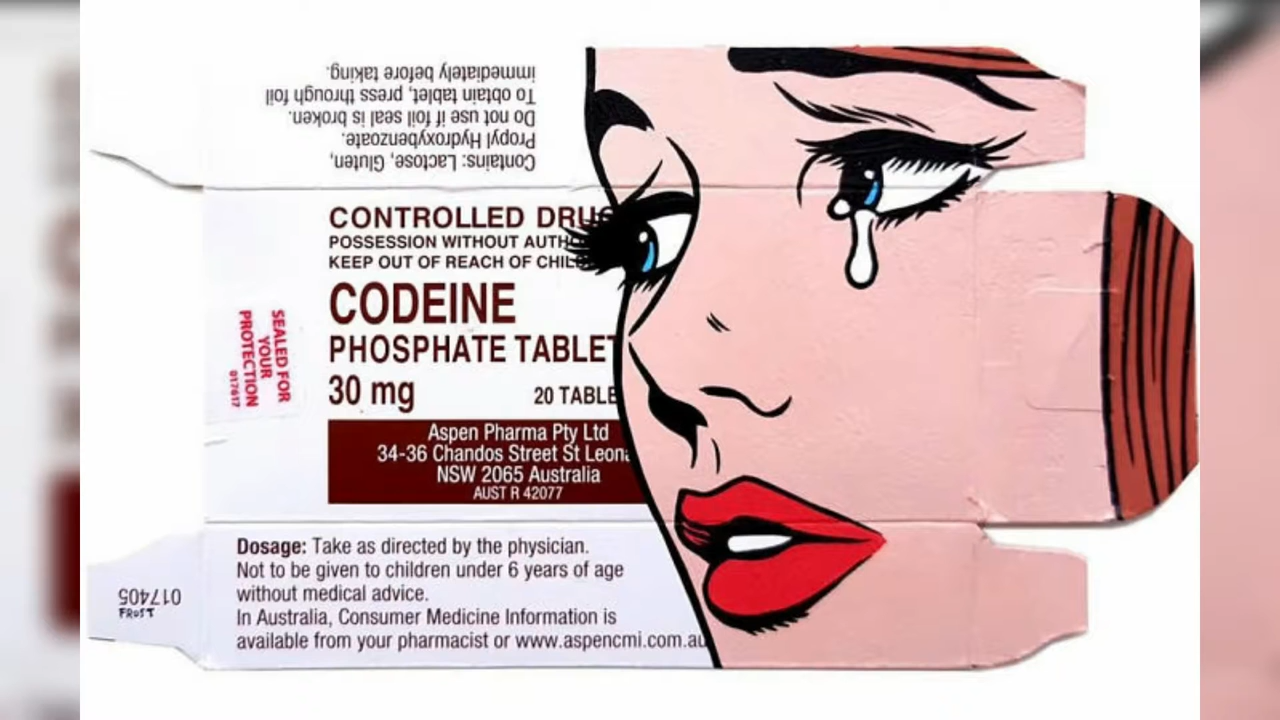 Contains: Lactose, Gluten,
Propyl Hydroxybenzoate.
Do not use if foil seal is broken.
To obtain tablet, press through foil
immediately before taking.
CONTROLLED DRUG
POSSESSION WITHOUT AUTHO
KEEP OUT OF REACH OF CHIL
CODEINE
PHOSPHATE TABLET
30 mg
20 TABLE
Aspen Pharma Pty Ltd
34-36 Chandos Street St Leona
NSW 2065 Australia
AUST R 42077
SEALED FOR
YOUR
PROTECTION
017617
Dosage: Take as directed by the physician.
Not to be given to children under 6 years of age
without medical advice.
In Australia, Consumer Medicine Information is
available from your pharmacist or www.aspencmi.com.au
017405
FROST